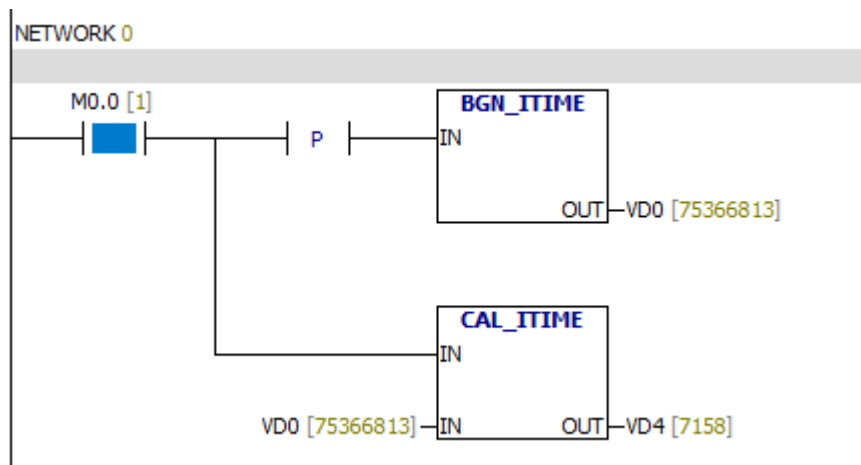 NETWORK 0
M0.0 [1]
P
BGN_ITIME
IN
OUT VD0 [75366813]
CAL_ITIME
IN
VD0 [75366813] IN OUT VD4 [7158]